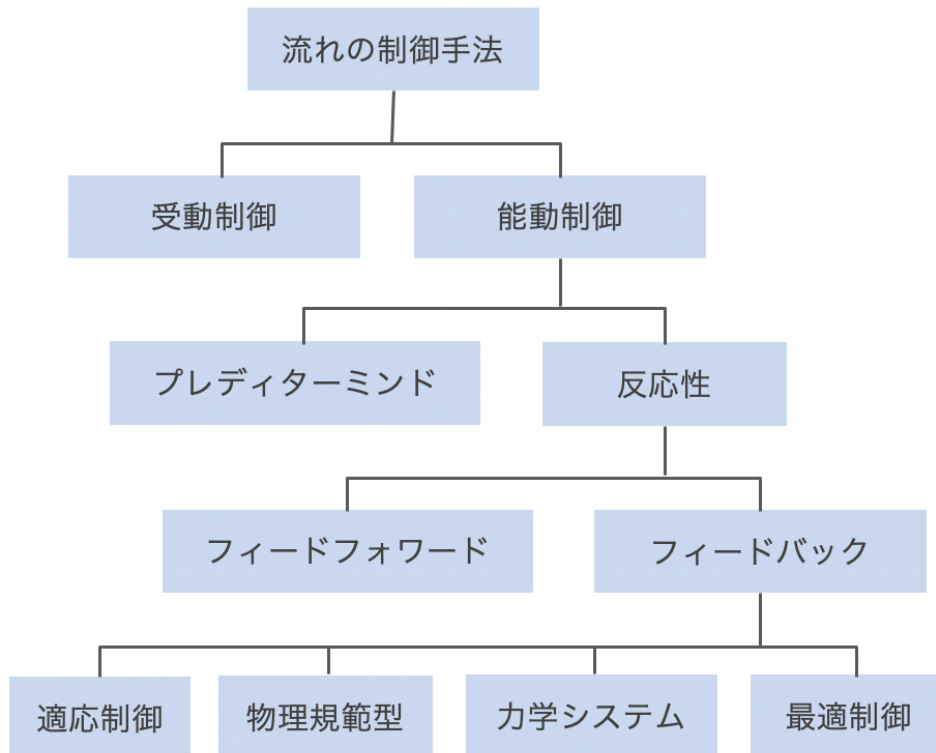 流れの制御手法
受動制御
能動制御
プレディターミンド
反応性
フィードフォワード
フィードバック
適応制御
物理規範型
力学システム
最適制御